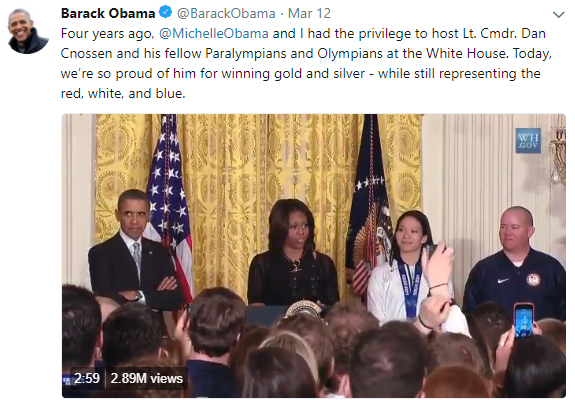 Barack Obama @BarackObama · Mar 12
Four years ago, @MichelleObama and I had the privilege to host Lt. Cmdr. Dan
Cnossen and his fellow Paralympians and Olympians at the White House. Today,
we're so proud of him for winning gold and silver - while still representing the
red, white, and blue.
WH
.GOV
2:59 2.89M views